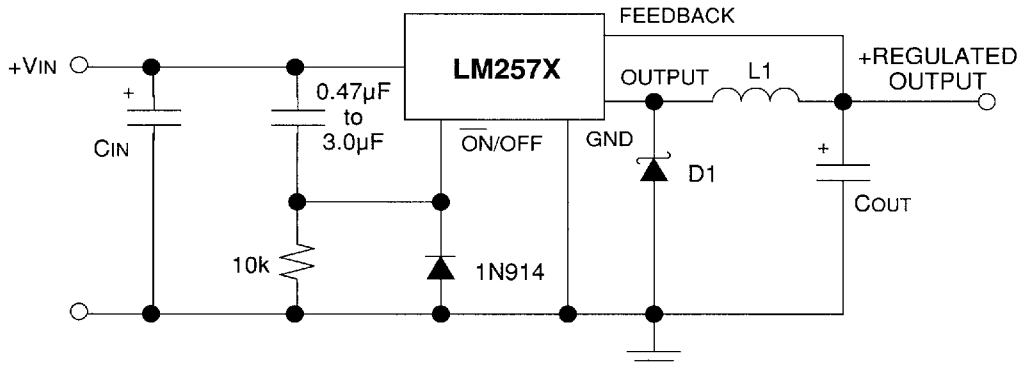 FEEDBACK
+VIN
LM257X
OUTPUT
L1
+REGULATED
OUTPUT
+
CIN
0.47µF
to
3.0µF
ON/OFF
GND
D1
+
COUT
10k
1N914